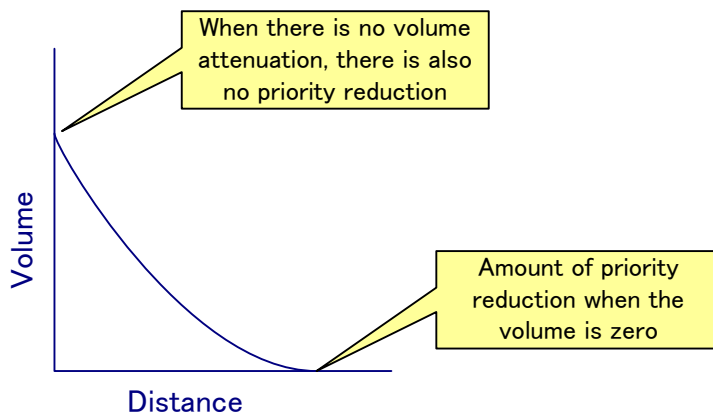 When there is no volume
attenuation, there is also
no priority reduction
Volume
Amount of priority
reduction when the
volume is zero
Distance